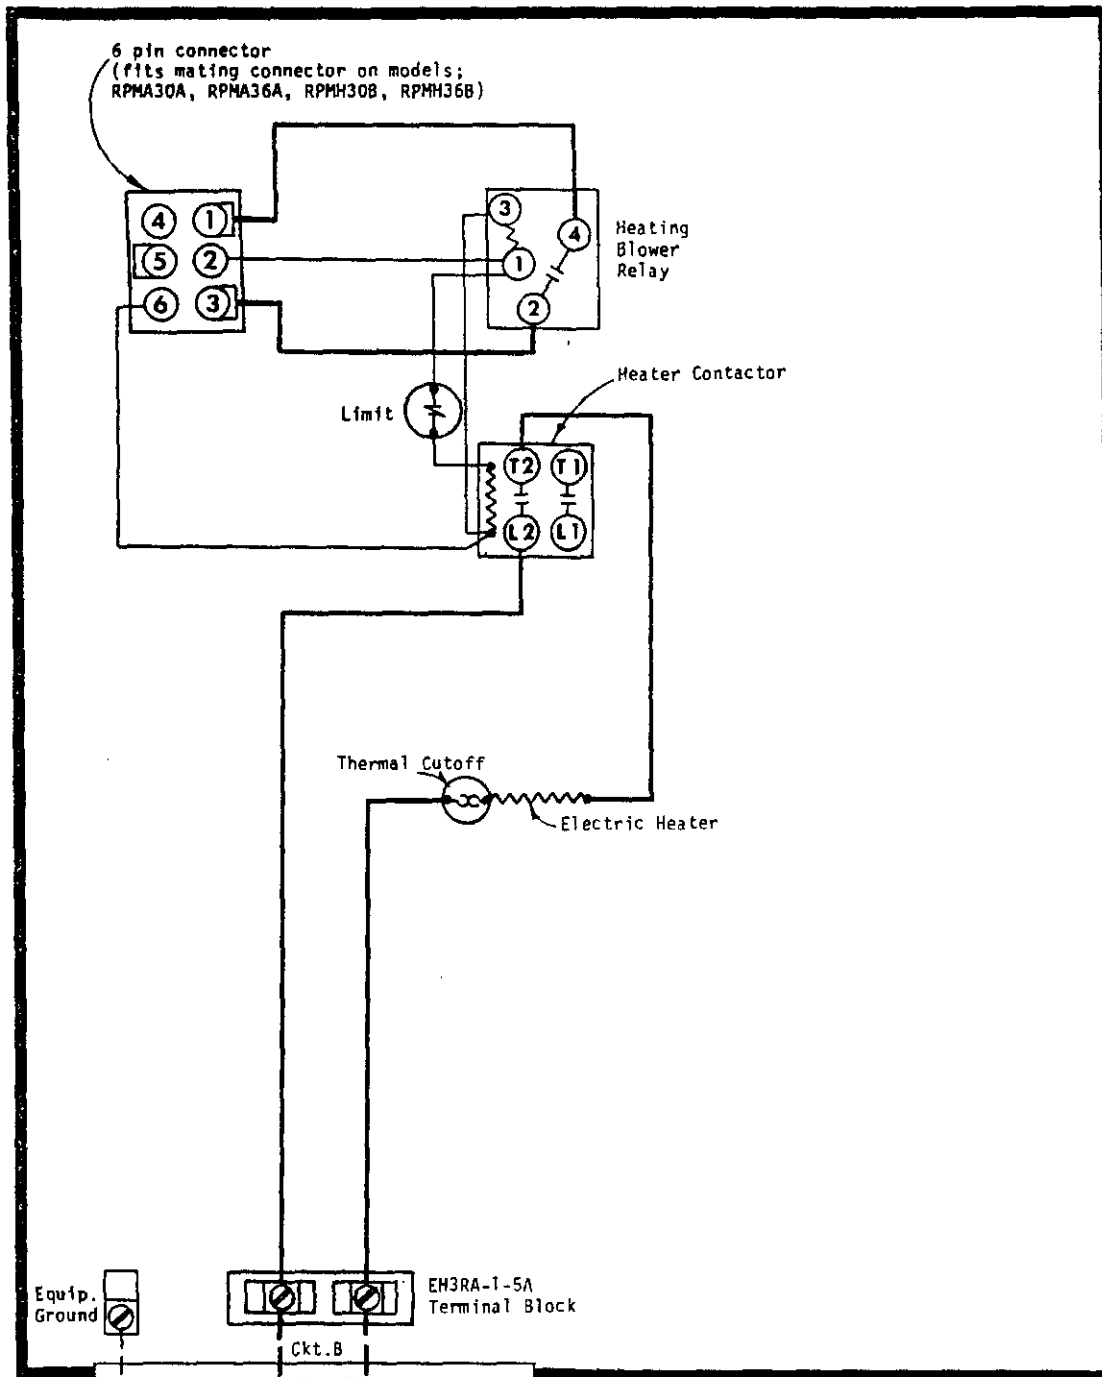 6 pin connector
(fits mating connector on models;
RPMA30A, RPMA36A, RPMH30B, RPMH36B)
4 1
5 2
6 3
3
4
1
2
Heating
Blower
Relay
Heater Contactor
Limit
T2 T1
L2 L1
Thermal Cutoff
Electric Heater
Equip.
Ground
EH3RA-1-5A
Terminal Block
Ckt.B